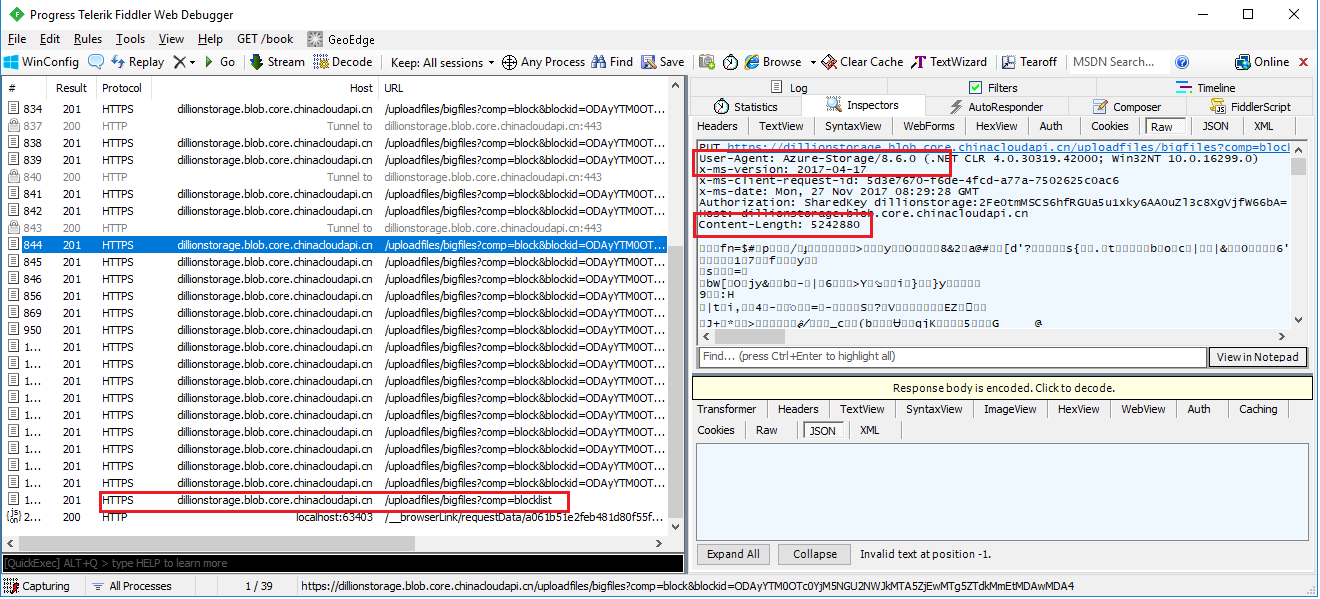 Progress Telerik Fiddler Web Debugger
File Edit Rules Tools View Help GET /book GeoEdge
WinConfig Replay Go Stream Decode Keep: All sessions Any Process Find Save Browse Clear Cache TextWizard Tearoff MSDN Search... Online
# Result Protocol Host URL
834 201 HTTPS dillionstorage.blob.core.chinacloudapi.cn /uploadfiles/bigfiles?comp=block&blockid=ODAyYTM0OT...
837 200 HTTP Tunnel to dillionstorage.blob.core.chinacloudapi.cn:443
838 201 HTTPS dillionstorage.blob.core.chinacloudapi.cn /uploadfiles/bigfiles?comp=block&blockid=ODAyYTM0OT...
839 201 HTTPS dillionstorage.blob.core.chinacloudapi.cn /uploadfiles/bigfiles?comp=block&blockid=ODAyYTM0OT...
840 200 HTTP Tunnel to dillionstorage.blob.core.chinacloudapi.cn:443
841 201 HTTPS dillionstorage.blob.core.chinacloudapi.cn /uploadfiles/bigfiles?comp=block&blockid=ODAyYTM0OT...
842 201 HTTPS dillionstorage.blob.core.chinacloudapi.cn /uploadfiles/bigfiles?comp=block&blockid=ODAyYTM0OT...
843 200 HTTP Tunnel to dillionstorage.blob.core.chinacloudapi.cn:443
844 201 HTTPS dillionstorage.blob.core.chinacloudapi.cn /uploadfiles/bigfiles?comp=block&blockid=ODAyYTM0OT...
845 201 HTTPS dillionstorage.blob.core.chinacloudapi.cn /uploadfiles/bigfiles?comp=block&blockid=ODAyYTM0OT...
846 201 HTTPS dillionstorage.blob.core.chinacloudapi.cn /uploadfiles/bigfiles?comp=block&blockid=ODAyYTM0OT...
856 201 HTTPS dillionstorage.blob.core.chinacloudapi.cn /uploadfiles/bigfiles?comp=block&blockid=ODAyYTM0OT...
869 201 HTTPS dillionstorage.blob.core.chinacloudapi.cn /uploadfiles/bigfiles?comp=block&blockid=ODAyYTM0OT...
950 201 HTTPS dillionstorage.blob.core.chinacloudapi.cn /uploadfiles/bigfiles?comp=block&blockid=ODAyYTM0OT...
1... 201 HTTPS dillionstorage.blob.core.chinacloudapi.cn /uploadfiles/bigfiles?comp=block&blockid=ODAyYTM0OT...
1... 201 HTTPS dillionstorage.blob.core.chinacloudapi.cn /uploadfiles/bigfiles?comp=block&blockid=ODAyYTM0OT...
1... 201 HTTPS dillionstorage.blob.core.chinacloudapi.cn /uploadfiles/bigfiles?comp=block&blockid=ODAyYTM0OT...
1... 201 HTTPS dillionstorage.blob.core.chinacloudapi.cn /uploadfiles/bigfiles?comp=block&blockid=ODAyYTM0OT...
1... 201 HTTPS dillionstorage.blob.core.chinacloudapi.cn /uploadfiles/bigfiles?comp=block&blockid=ODAyYTM0OT...
1... 201 HTTPS dillionstorage.blob.core.chinacloudapi.cn /uploadfiles/bigfiles?comp=block&blockid=ODAyYTM0OT...
1... 201 HTTPS dillionstorage.blob.core.chinacloudapi.cn /uploadfiles/bigfiles?comp=block&blockid=ODAyYTM0OT...
1... 201 HTTPS dillionstorage.blob.core.chinacloudapi.cn /uploadfiles/bigfiles?comp=block&blockid=ODAyYTM0OT...
1... 201 HTTPS dillionstorage.blob.core.chinacloudapi.cn /uploadfiles/bigfiles?comp=block&blockid=ODAyYTM0OT...
1... 201 HTTPS dillionstorage.blob.core.chinacloudapi.cn /uploadfiles/bigfiles?comp=blocklist
2... 200 HTTP localhost:63403 /__browserLink/requestData/a061b51e2feb481d80f55f...
[QuickExec] ALT+Q > type HELP to learn more
Log Filters Timeline
Statistics Inspectors AutoResponder Composer FiddlerScript
Headers TextView SyntaxView WebForms HexView Auth Cookies Raw JSON XML
PUT https://dillionstorage.blob.core.chinacloudapi.cn/uploadfiles/bigfiles?comp=block
User-Agent: Azure-Storage/8.6.0 (.NET CLR 4.0.30319.42000; Win32NT 10.0.16299.0)
x-ms-version: 2017-04-17
x-ms-client-request-id: 5d3e7670-f6de-4fcd-a77a-7502625c0ac6
x-ms-date: Mon, 27 Nov 2017 08:29:28 GMT
Authorization: SharedKey dillionstorage:2FeOtmMSCS6hfRGUa5u1xky6AAOuZl3c8XgVjfW66bA=
Host: dillionstorage.blob.core.chinacloudapi.cn
Content-Length: 5242880
Find... (press Ctrl+Enter to highlight all) View in Notepad
Response body is encoded. Click to decode.
Transformer Headers TextView SyntaxView ImageView HexView WebView Auth Caching
Cookies Raw JSON XML
Expand All Collapse Invalid text at position -1.
Capturing All Processes 1 / 39 https://dillionstorage.blob.core.chinacloudapi.cn/uploadfiles/bigfiles?comp=block&blockid=ODAyYTM0OTc0YjM5NGU2NWJkMTA5ZjEwMTg5ZTdkMmEtMDAwMDA4